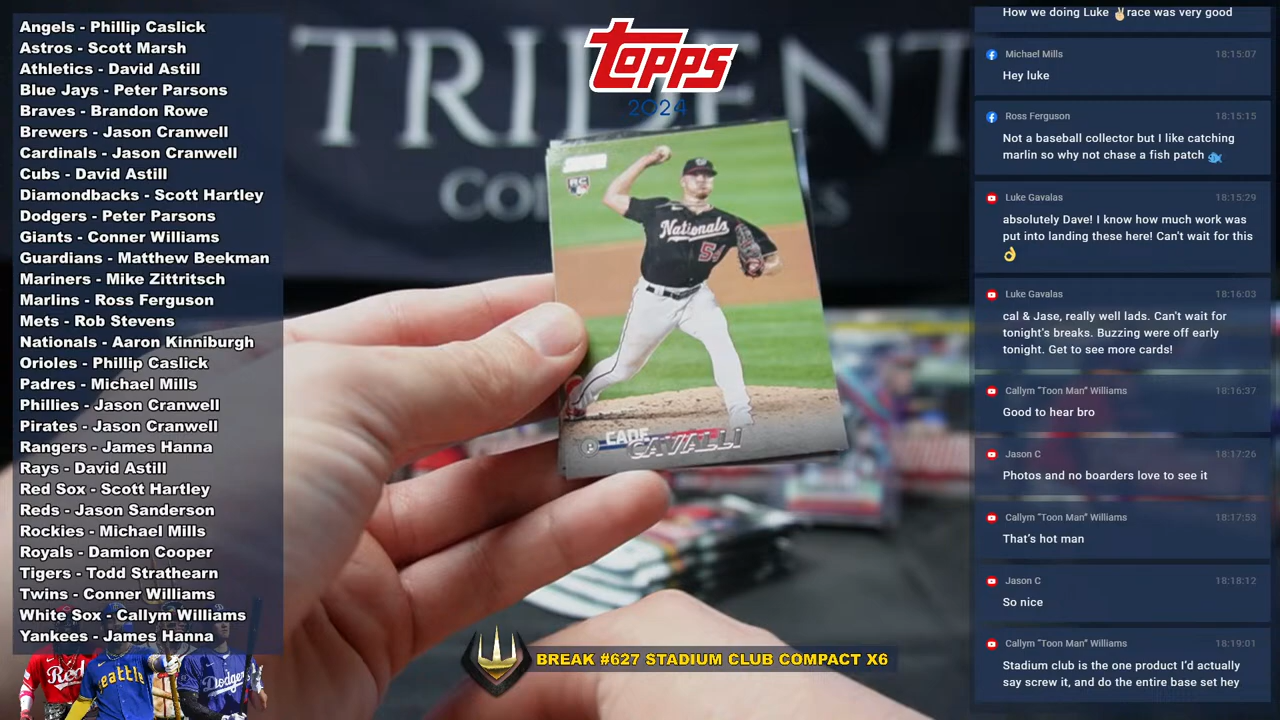 Angels - Phillip Caslick
Astros - Scott Marsh
Athletics - David Astill
Blue Jays - Peter Parsons
Braves - Brandon Rowe
Brewers - Jason Cranwell
Cardinals - Jason Cranwell
Cubs - David Astill
Diamondbacks - Scott Hartley
Dodgers - Peter Parsons
Giants - Conner Williams
Guardians - Matthew Beekman
Mariners - Mike Zittritsch
Marlins - Ross Ferguson
Mets - Rob Stevens
Nationals - Aaron Kinniburgh
Orioles - Phillip Caslick
Padres - Michael Mills
Phillies - Jason Cranwell
Pirates - Jason Cranwell
Rangers - James Hanna
Rays - David Astill
Red Sox - Scott Hartley
Reds - Jason Sanderson
Rockies - Michael Mills
Royals - Damion Cooper
Tigers - Todd Strathearn
Twins - Conner Williams
White Sox - Callym Williams
Yankees - James Hanna
Reds
Seattle
Dodgers
TRIDENT
CO
topps
2024
RC
Nationals
P CADE
CAVALLI
BREAK #627 STADIUM CLUB COMPACT X6
How we doing Luke ✌🏻race was very good
Michael Mills 18:15:07
Hey luke
Ross Ferguson 18:15:15
Not a baseball collector but I like catching
marlin so why not chase a fish patch 🐟
Luke Gavalas 18:15:29
absolutely Dave! I know how much work was
put into landing these here! Can't wait for this
👌
Luke Gavalas 18:16:03
cal & Jase, really well lads. Can't wait for
tonight's breaks. Buzzing were off early
tonight. Get to see more cards!
Callym "Toon Man" Williams 18:16:37
Good to hear bro
Jason C 18:17:26
Photos and no boarders love to see it
Callym "Toon Man" Williams 18:17:53
That's hot man
Jason C 18:18:12
So nice
Callym "Toon Man" Williams 18:19:01
Stadium club is the one product I'd actually
say screw it, and do the entire base set hey